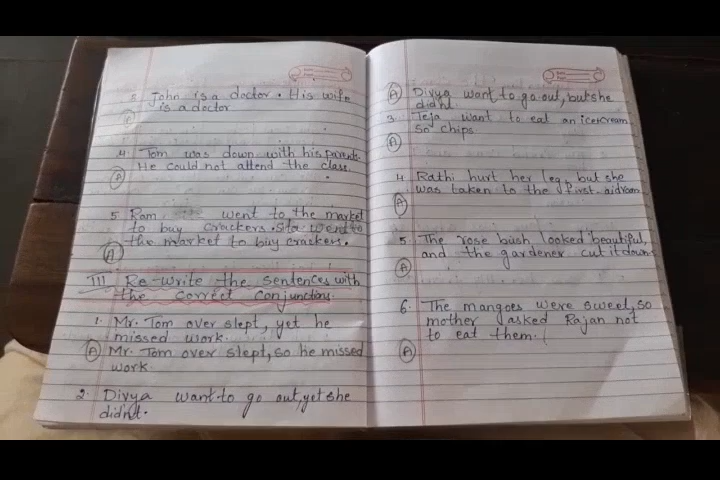 3. John is a doctor. His wife
is a doctor
A
4. Tom was down with his parents.
He could not attend the class.
A
5. Ram went to the market
to buy crackers. Sita went to
the market to buy crackers.
A
III Re-write the sentences with
the correct conjunction.
1. Mr. Tom over slept, yet he
missed work.
A Mr. Tom over slept, so he missed
work.
2. Divya want to go out, yet she
didnt.
A Divya want to go out, but she
didnt
3. Teja want to eat an icecream
so chips
A
4. Rathi hurt her leg, but she
was taken to the first-aidroom
A
5. The rose bush looked beautiful,
and the gardener cut it down
A
6. The mangoes were sweet, so
mother asked Rajan not
to eat them.
A